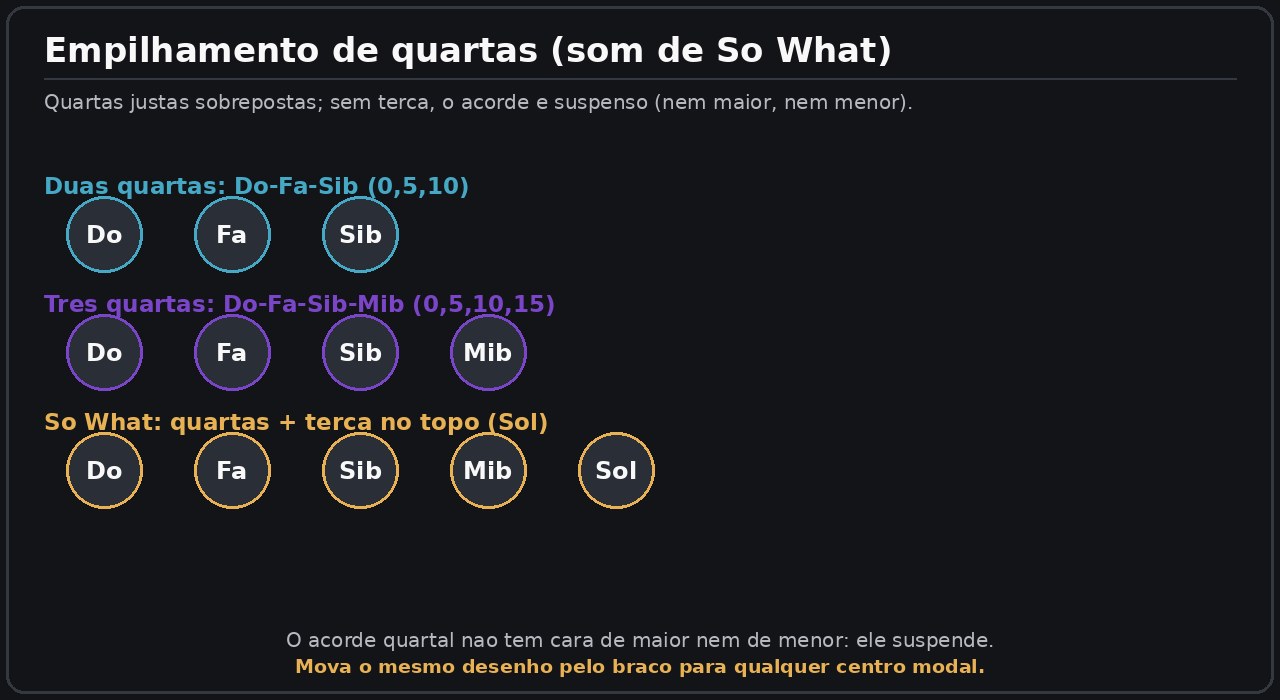 Empilhamento de quartas (som de So What)
Quartas justas sobrepostas; sem terca, o acorde e suspenso (nem maior, nem menor).
Duas quartas: Do-Fa-Sib (0,5,10)
Do Fa Sib
Tres quartas: Do-Fa-Sib-Mib (0,5,10,15)
Do Fa Sib Mib
So What: quartas + terca no topo (Sol)
Do Fa Sib Mib Sol
O acorde quartal nao tem cara de maior nem de menor: ele suspende.
Mova o mesmo desenho pelo braco para qualquer centro modal.